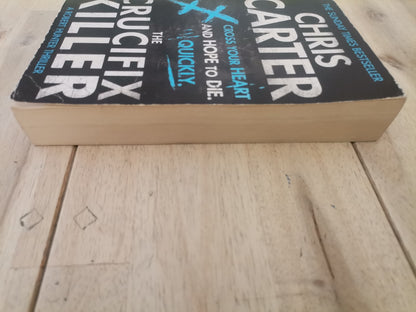 THE SUNDAY TIMES BESTSELLER
CHRIS
CARTER
CROSS YOUR HEART
AND HOPE TO DIE.
QUICKLY.
THE
CRUCIFIX
KILLER
A ROBERT HUNTER THRILLER